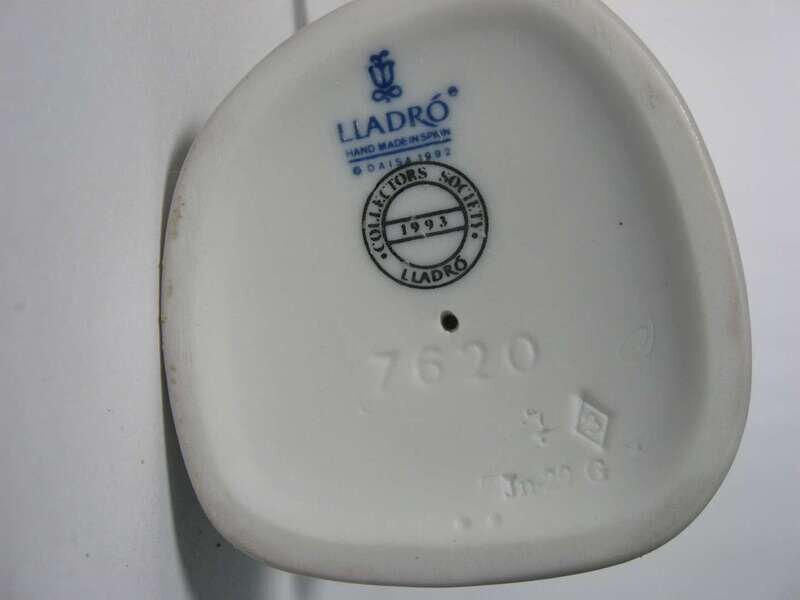 LLADRÓ®
HAND MADE IN SPAIN
© DAISA 1992
COLLECTORS SOCIETY
1993
LLADRÓ
7620
G